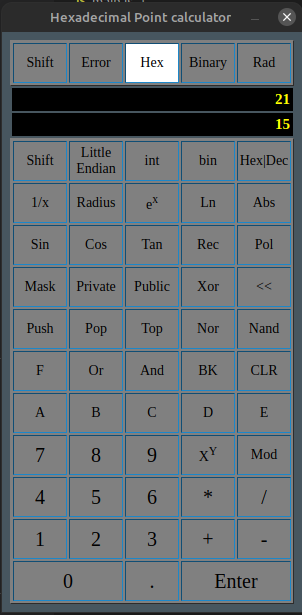 Hexadecimal Point calculator
Shift Error Hex Binary Rad
21
15
Shift Little Endian int bin Hex|Dec
1/x Radius eˣ Ln Abs
Sin Cos Tan Rec Pol
Mask Private Public Xor <<
Push Pop Top Nor Nand
F Or And BK CLR
A B C D E
7 8 9 Xʸ Mod
4 5 6 * /
1 2 3 + -
0 . Enter